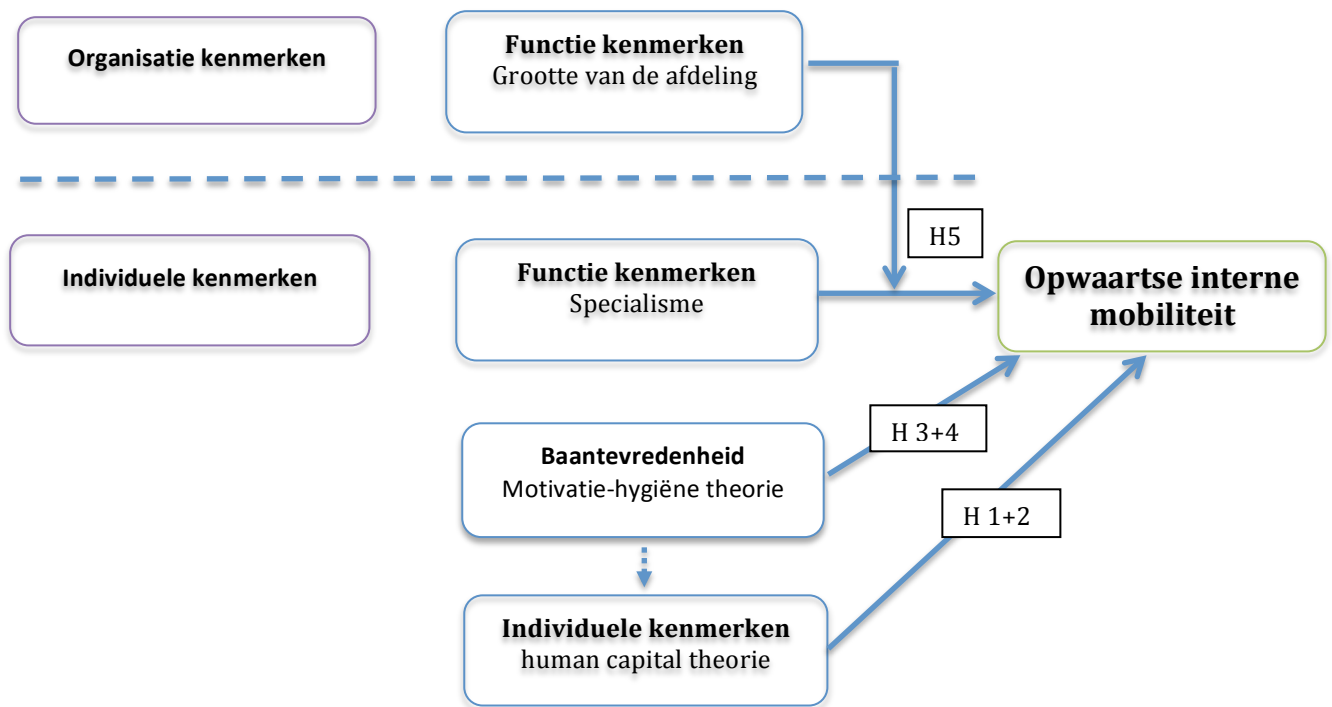 Organisatie kenmerken
Functie kenmerken
Grootte van de afdeling
H5
Individuele kenmerken
Functie kenmerken
Specialisme
Opwaartse interne
mobiliteit
H 3+4
Baantevredenheid
Motivatie-hygiëne theorie
H 1+2
Individuele kenmerken
human capital theorie